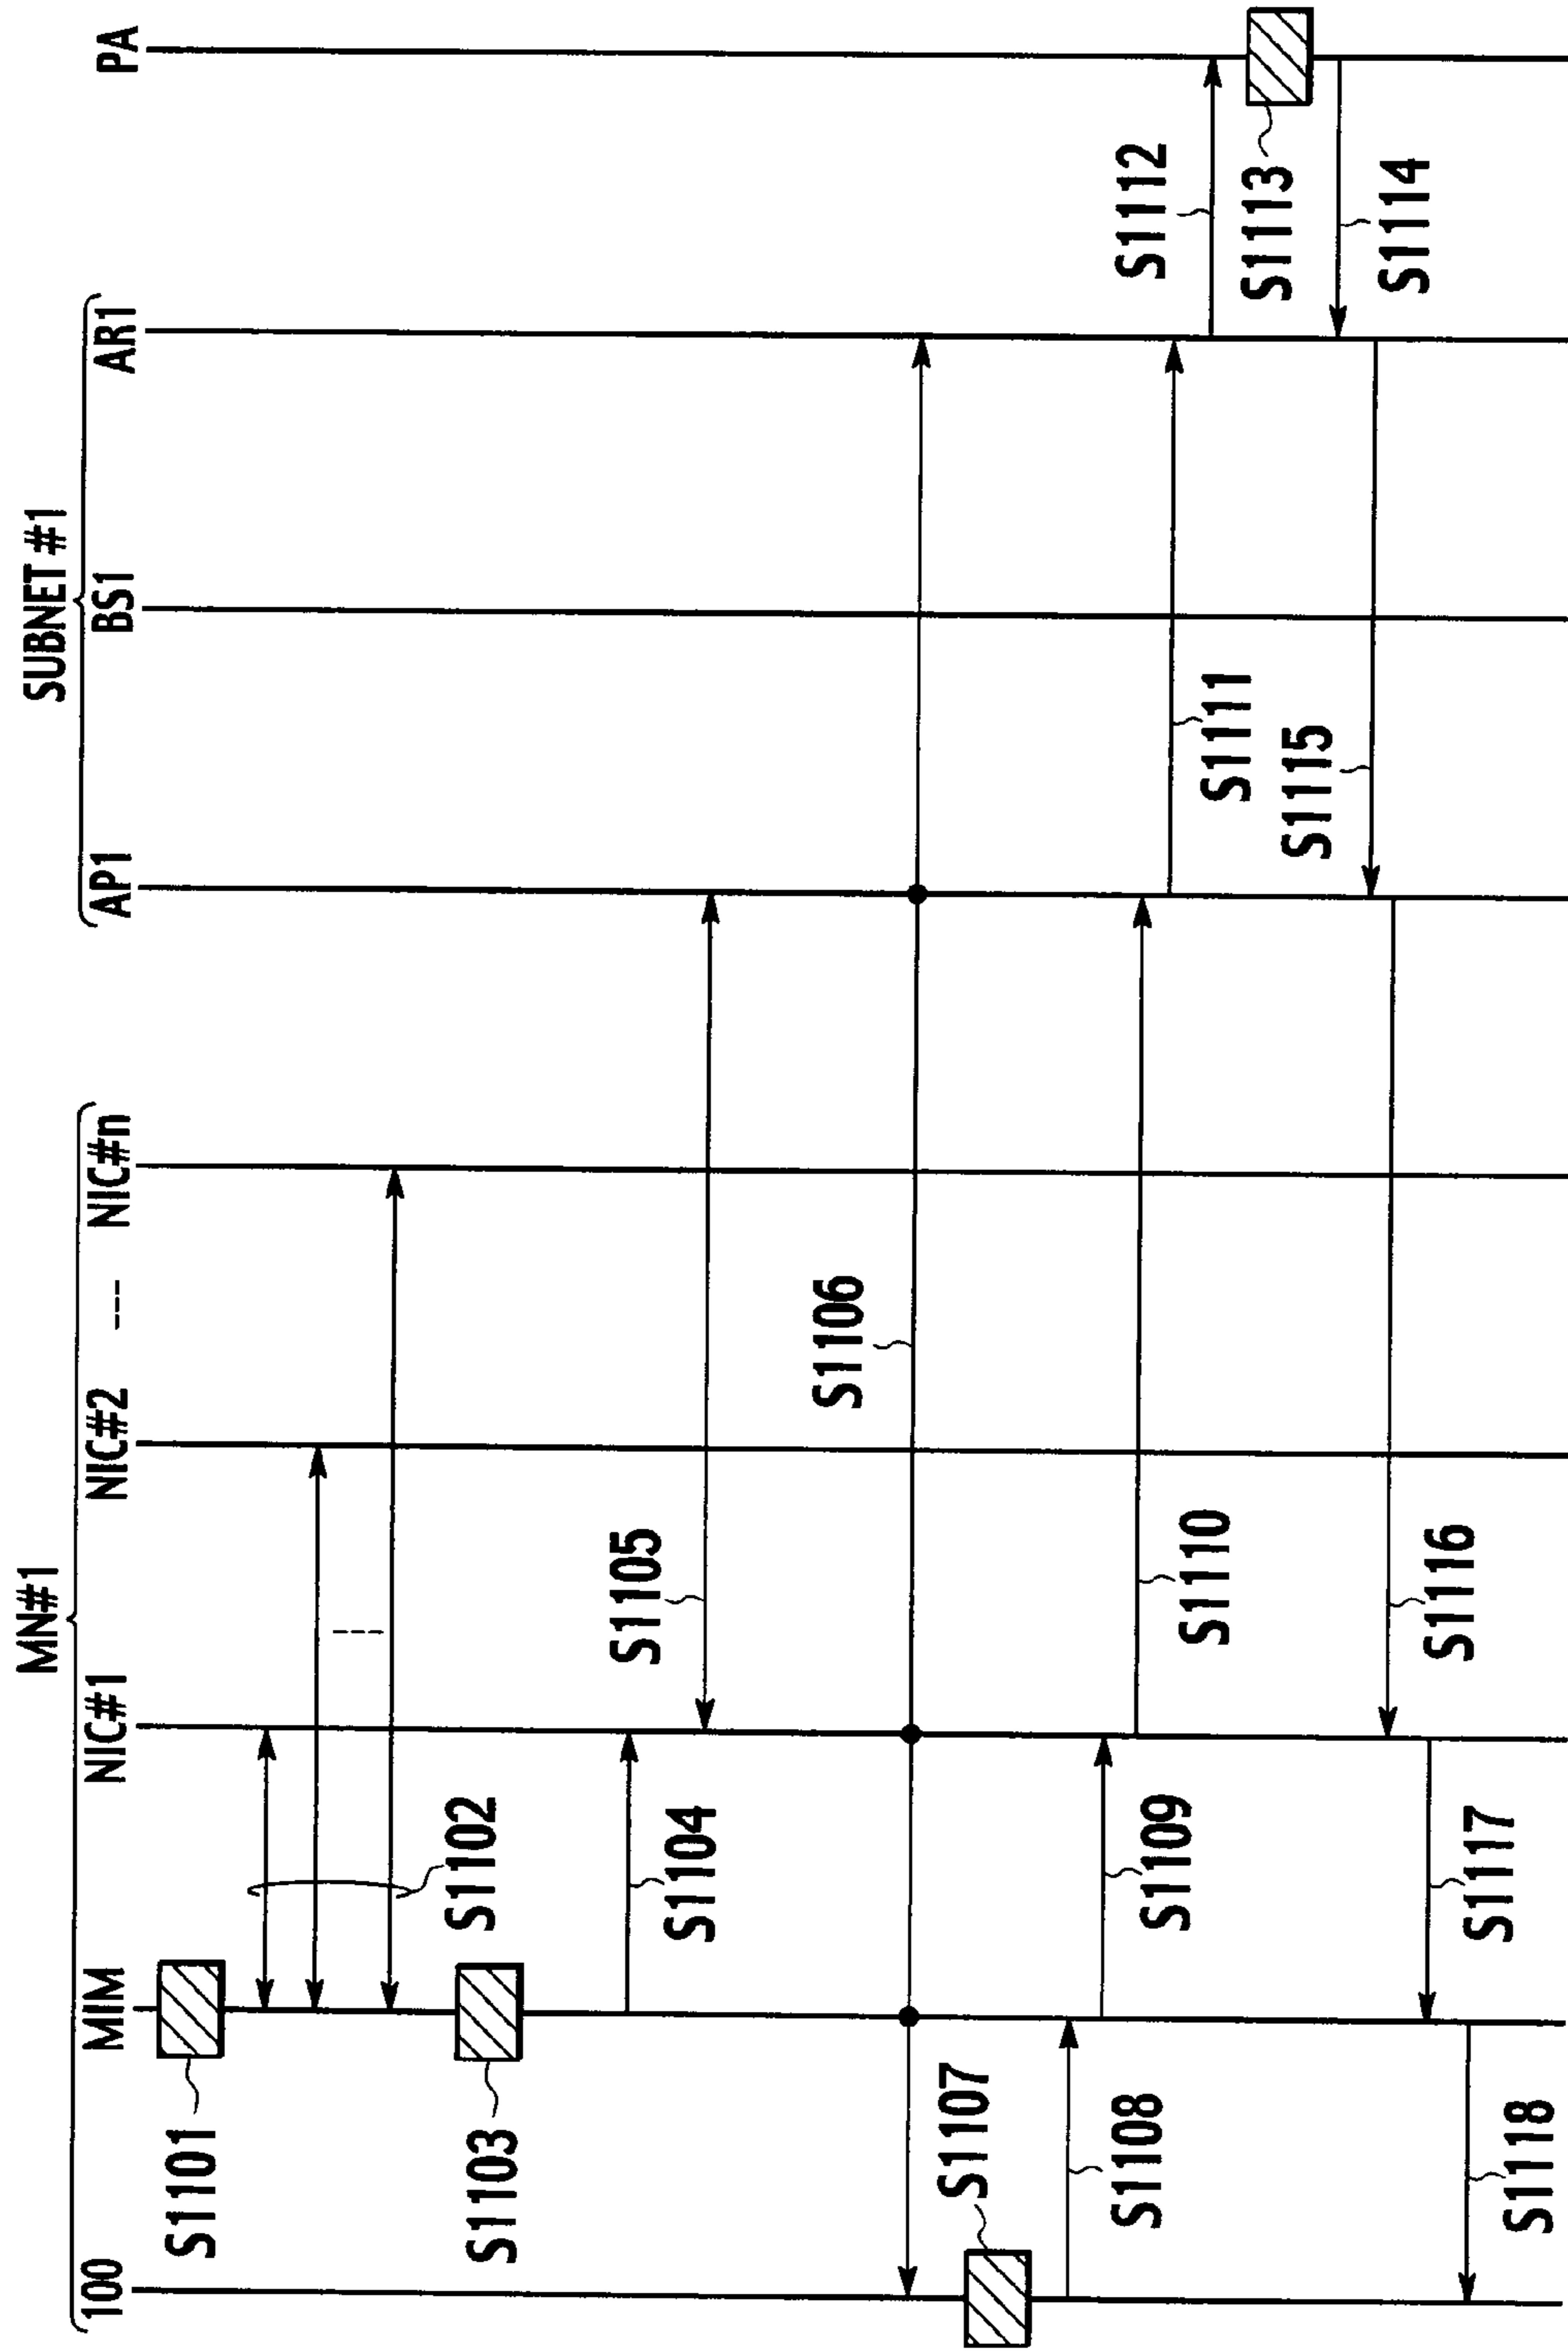 MN#1
SUBNET #1
100
MIM
NIC#1
NIC#2
----
NIC#n
AP1
BS1
AR1
PA
S1101
S1102
----
S1103
S1104
S1105
S1106
S1107
S1108
S1109
S1110
S1111
S1112
S1113
S1114
S1115
S1116
S1117
S1118